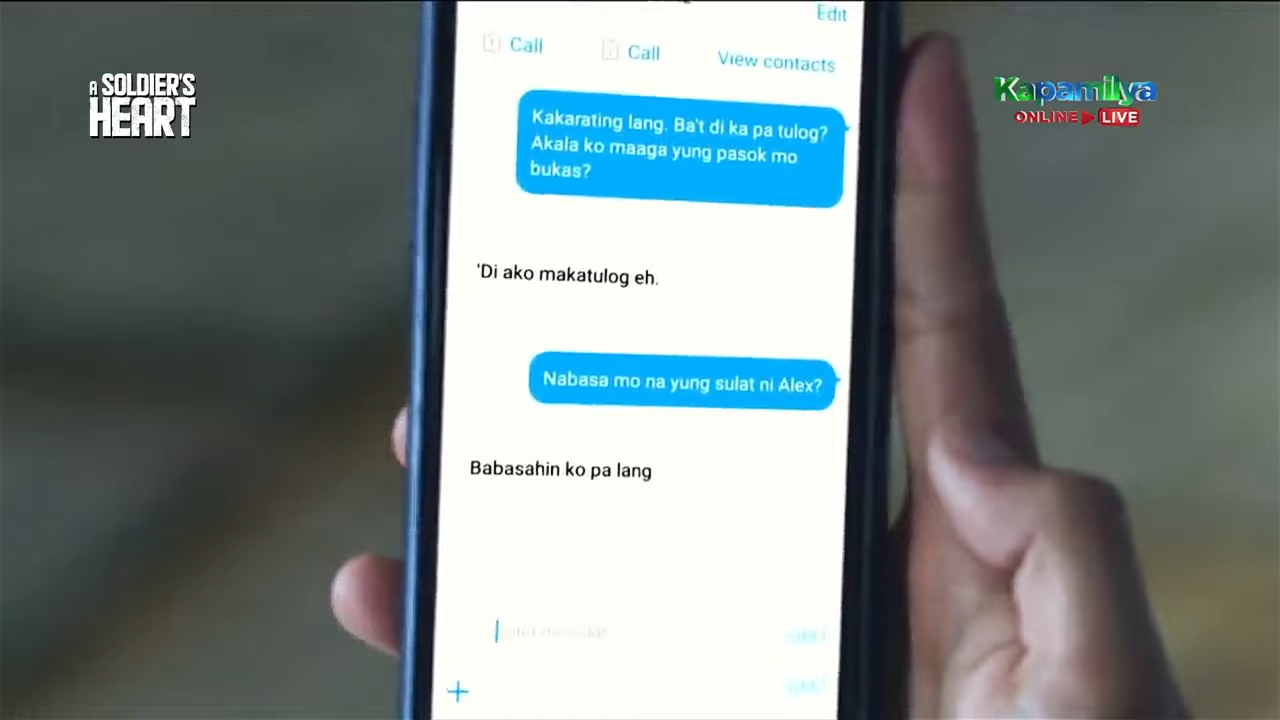 Edit
A SOLDIER'S HEART
Kapamilya
ONLINE LIVE
Call
Call
View contacts
Kakarating lang. Ba't di ka pa tulog?
Akala ko maaga yung pasok mo
bukas?
'Di ako makatulog eh.
Nabasa mo na yung sulat ni Alex?
Babasahin ko pa lang